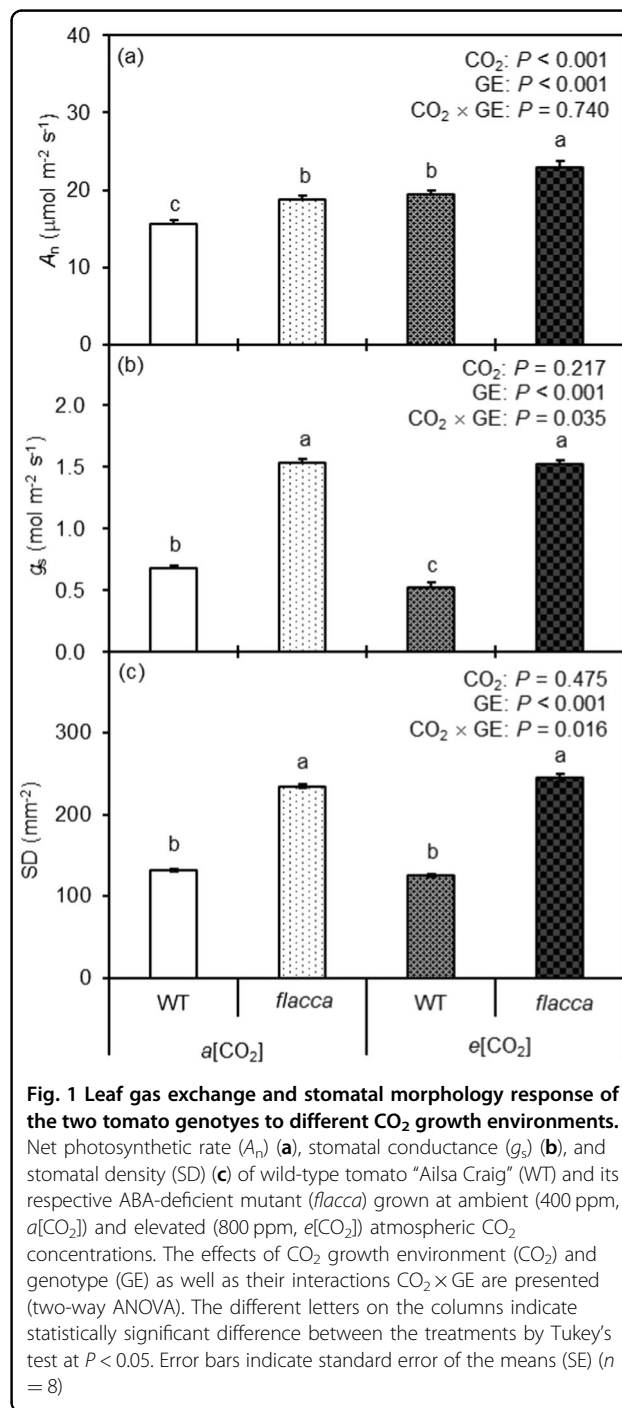 (a)
CO₂: P < 0.001
GE: P < 0.001
CO₂ × GE: P = 0.740
Aₙ (μmol m⁻² s⁻¹)
40
30
20
10
0
c
b
b
a
(b)
CO₂: P = 0.217
GE: P < 0.001
CO₂ × GE: P = 0.035
gₛ (mol m⁻² s⁻¹)
2.0
1.5
1.0
0.5
0.0
b
a
c
a
(c)
CO₂: P = 0.475
GE: P < 0.001
CO₂ × GE: P = 0.016
SD (mm⁻²)
300
200
100
0
b
a
b
a
WT flacca WT flacca
a[CO₂] e[CO₂]
Fig. 1 Leaf gas exchange and stomatal morphology response of
the two tomato genotyes to different CO₂ growth environments.
Net photosynthetic rate (Aₙ) (a), stomatal conductance (gₛ) (b), and
stomatal density (SD) (c) of wild-type tomato “Ailsa Craig” (WT) and its
respective ABA-deficient mutant (flacca) grown at ambient (400 ppm,
a[CO₂]) and elevated (800 ppm, e[CO₂]) atmospheric CO₂
concentrations. The effects of CO₂ growth environment (CO₂) and
genotype (GE) as well as their interactions CO₂ × GE are presented
(two-way ANOVA). The different letters on the columns indicate
statistically significant difference between the treatments by Tukey’s
test at P < 0.05. Error bars indicate standard error of the means (SE) (n
= 8)